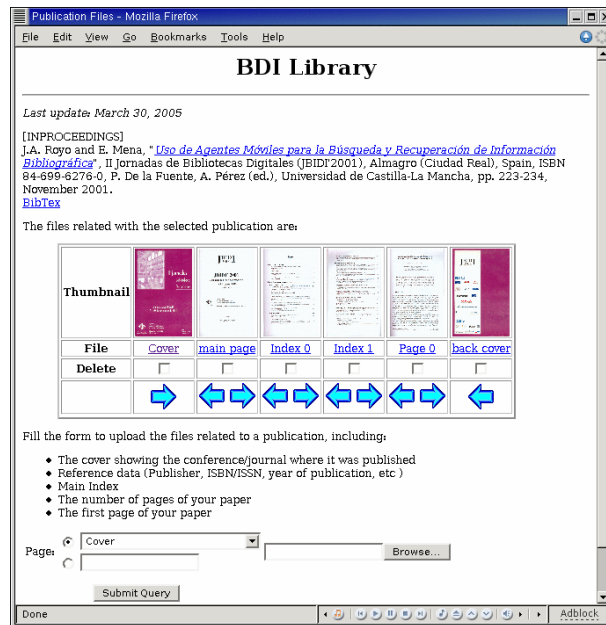 Publication Files - Mozilla Firefox
File Edit View Go Bookmarks Tools Help
BDI Library
Last update: March 30, 2005
[INPROCEEDINGS]
J.A. Royo and E. Mena, "Uso de Agentes Móviles para la Búsqueda y Recuperación de Información
Bibliográfica", II Jornadas de Bibliotecas Digitales (JBIDI'2001), Almagro (Ciudad Real), Spain, ISBN
84-699-6276-0, P. De la Fuente, A. Pérez (ed.), Universidad de Castilla-La Mancha, pp. 223-234,
November 2001.
BibTex
The files related with the selected publication are:
Thumbnail
File Cover main page Index 0 Index 1 Page 0 back cover
Delete
Fill the form to upload the files related to a publication, including:
The cover showing the conference/journal where it was published
Reference data (Publisher, ISBN/ISSN, year of publication, etc )
Main Index
The number of pages of your paper
The first page of your paper
Page: Cover Browse...
Submit Query
Done Adblock